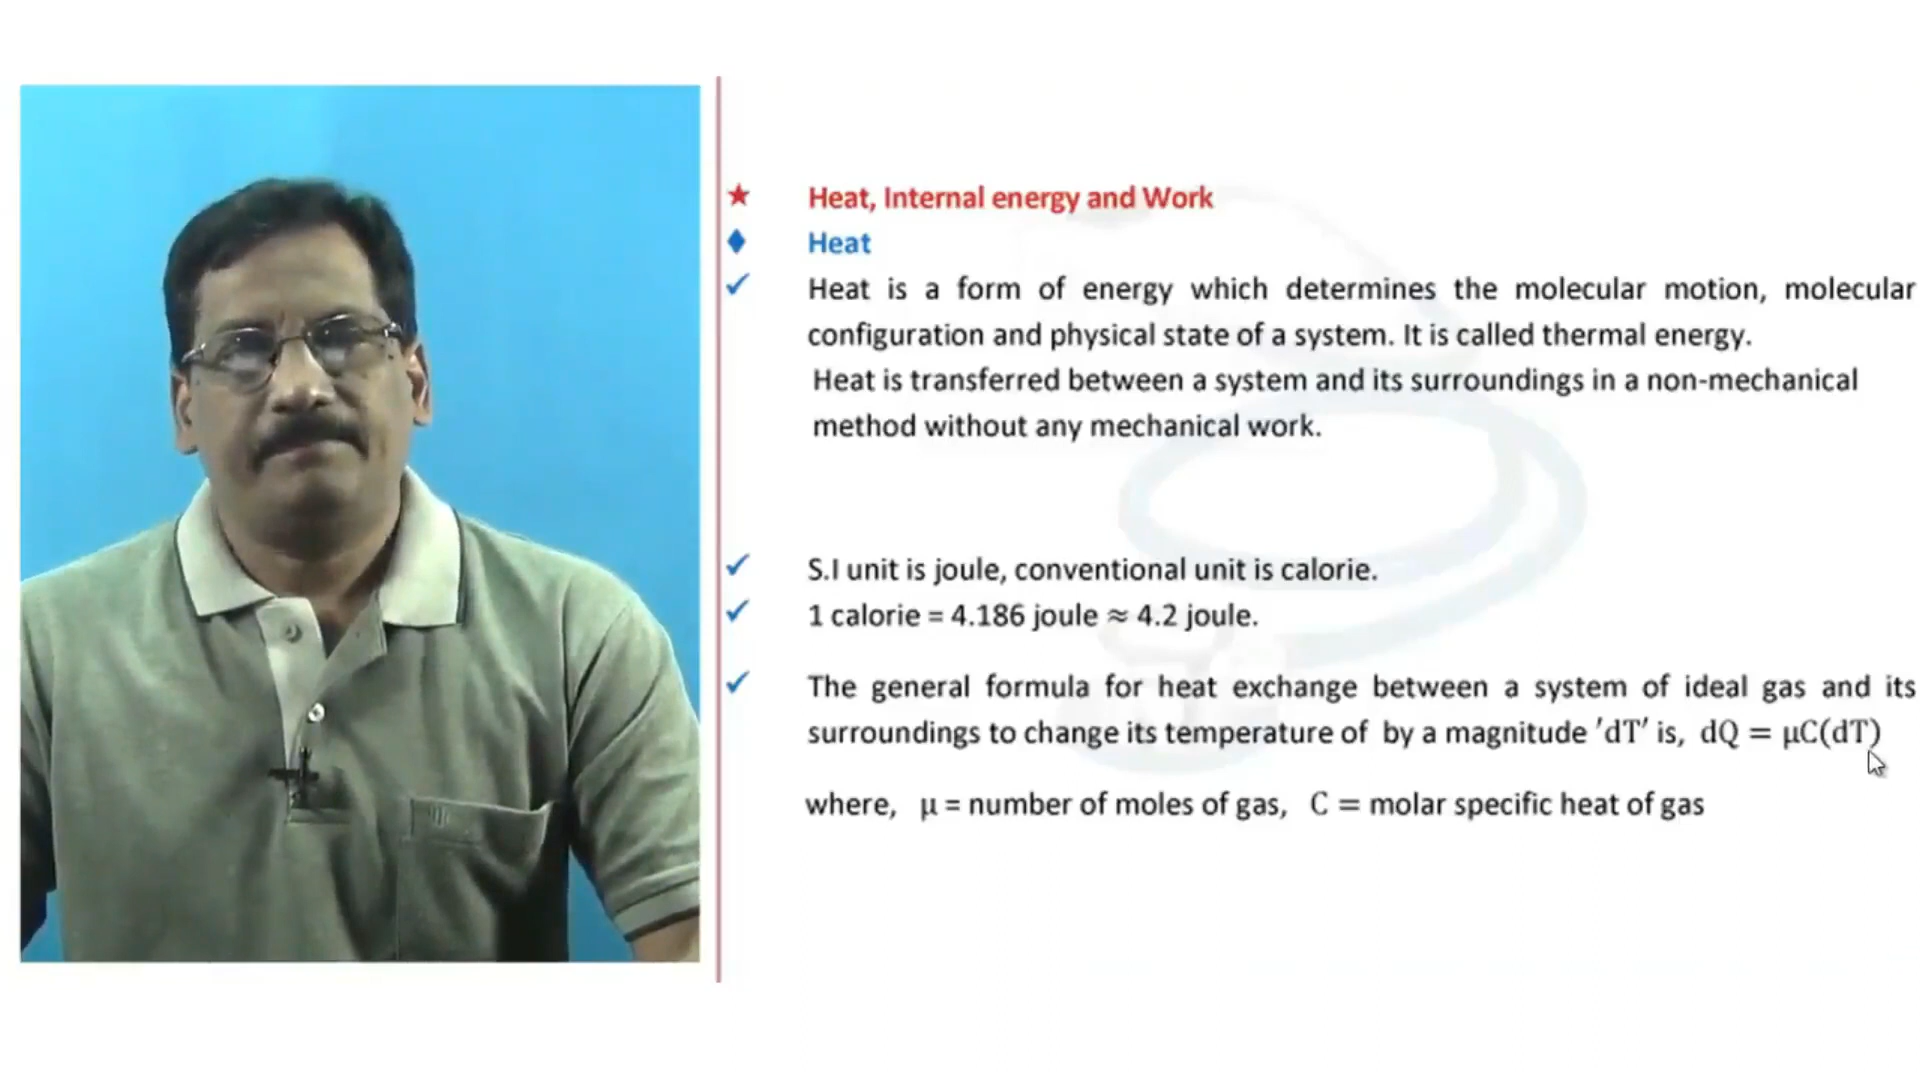 Heat, Internal energy and Work
Heat
Heat is a form of energy which determines the molecular motion, molecular
configuration and physical state of a system. It is called thermal energy.
Heat is transferred between a system and its surroundings in a non-mechanical
method without any mechanical work.
S.I unit is joule, conventional unit is calorie.
1 calorie = 4.186 joule ≈ 4.2 joule.
The general formula for heat exchange between a system of ideal gas and its
surroundings to change its temperature of by a magnitude 'dT' is, dQ = μC(dT)
where, μ = number of moles of gas, C = molar specific heat of gas